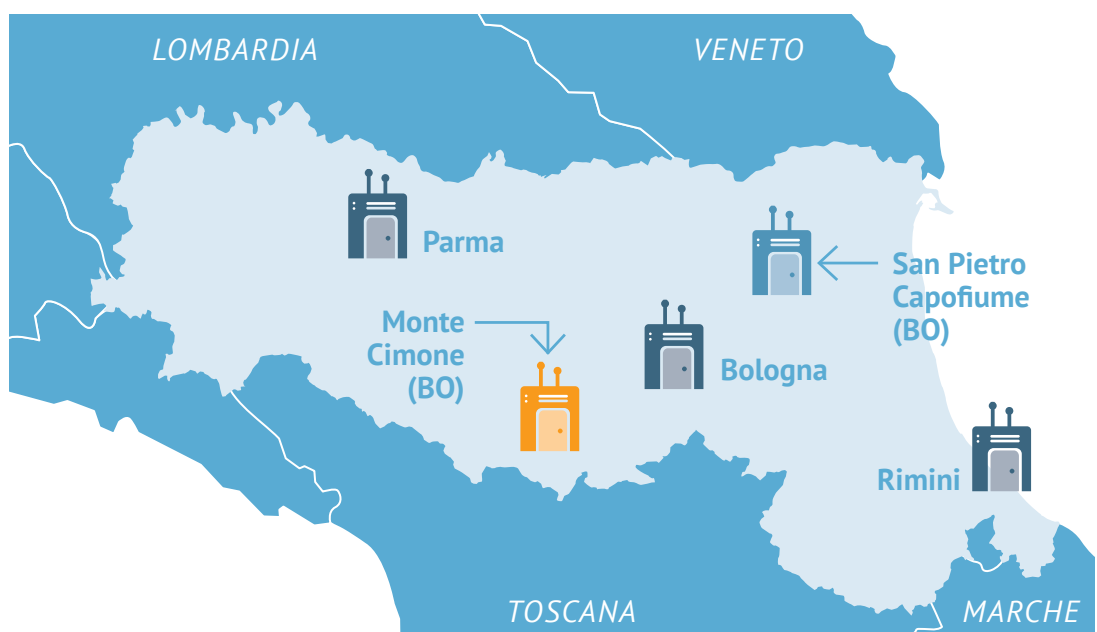 LOMBARDIA
VENETO
Parma
San Pietro
Capofiume
(BO)
Monte
Cimone
(BO)
Bologna
Rimini
TOSCANA
MARCHE